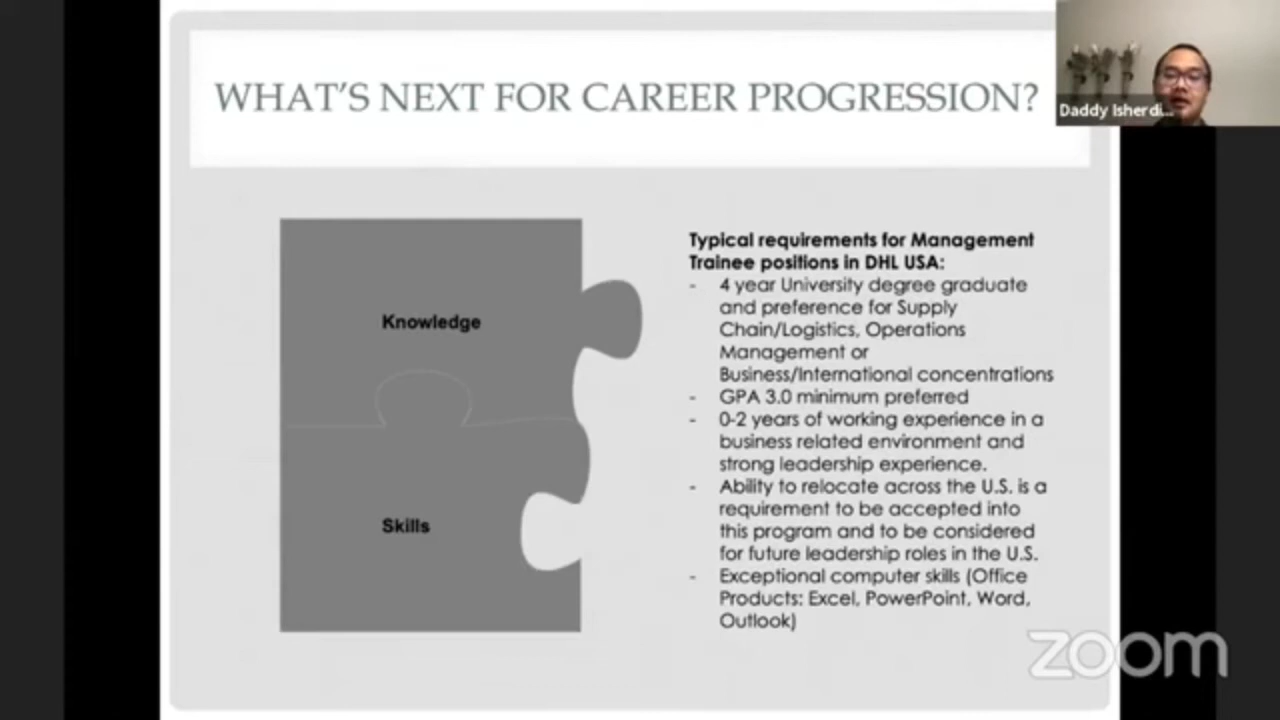 WHAT'S NEXT FOR CAREER PROGRESSION?
Daddy Isherdi...
Knowledge
Skills
Typical requirements for Management
Trainee positions in DHL USA:
- 4 year University degree graduate
and preference for Supply
Chain/Logistics, Operations
Management or
Business/International concentrations
- GPA 3.0 minimum preferred
- 0-2 years of working experience in a
business related environment and
strong leadership experience.
- Ability to relocate across the U.S. is a
requirement to be accepted into
this program and to be considered
for future leadership roles in the U.S.
- Exceptional computer skills (Office
Products: Excel, PowerPoint, Word,
Outlook)
zoom